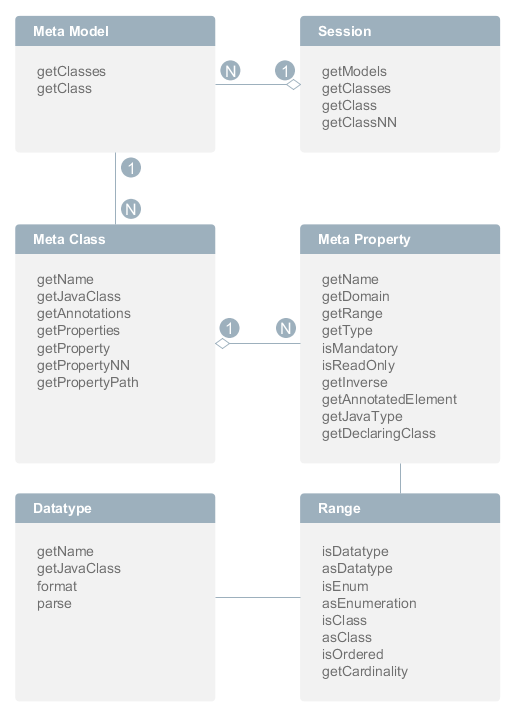 Meta Model
getClasses
getClass
N
1
Session
getModels
getClasses
getClass
getClassNN
1
N
Meta Class
getName
getJavaClass
getAnnotations
getProperties
getProperty
getPropertyNN
getPropertyPath
1
N
Meta Property
getName
getDomain
getRange
getType
isMandatory
isReadOnly
getInverse
getAnnotatedElement
getJavaType
getDeclaringClass
Datatype
getName
getJavaClass
format
parse
Range
isDatatype
asDatatype
isEnum
asEnumeration
isClass
asClass
isOrdered
getCardinality